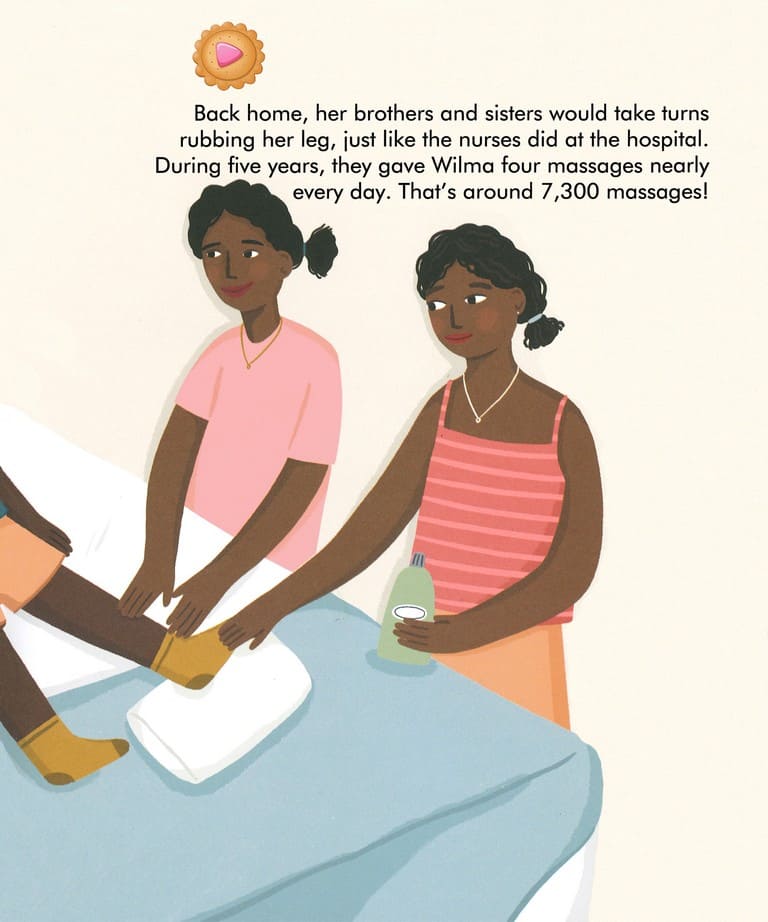 Back home, her brothers and sisters would take turns
rubbing her leg, just like the nurses did at the hospital.
During five years, they gave Wilma four massages nearly
every day. That’s around 7,300 massages!